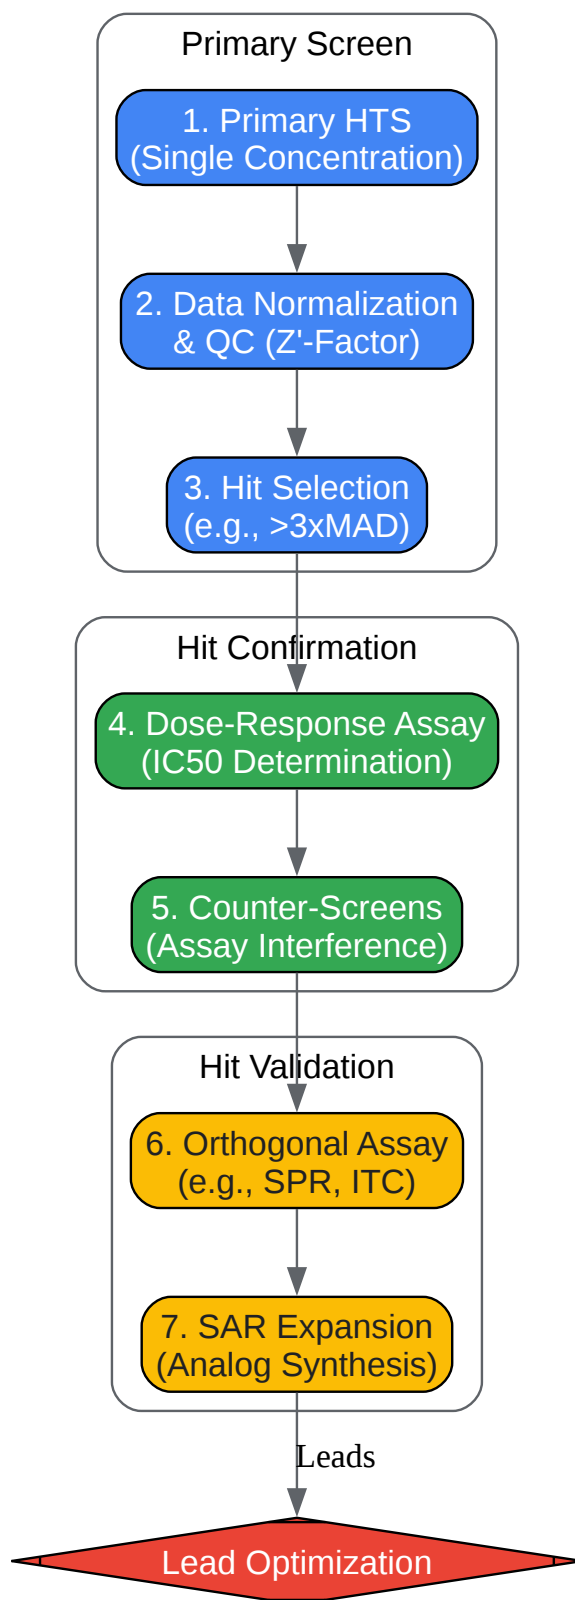 Primary Screen
1. Primary HTS
(Single Concentration)
2. Data Normalization
& QC (Z'-Factor)
3. Hit Selection
(e.g., >3xMAD)
Hit Confirmation
4. Dose-Response Assay
(IC50 Determination)
5. Counter-Screens
(Assay Interference)
Hit Validation
6. Orthogonal Assay
(e.g., SPR, ITC)
7. SAR Expansion
(Analog Synthesis)
Leads
Lead Optimization